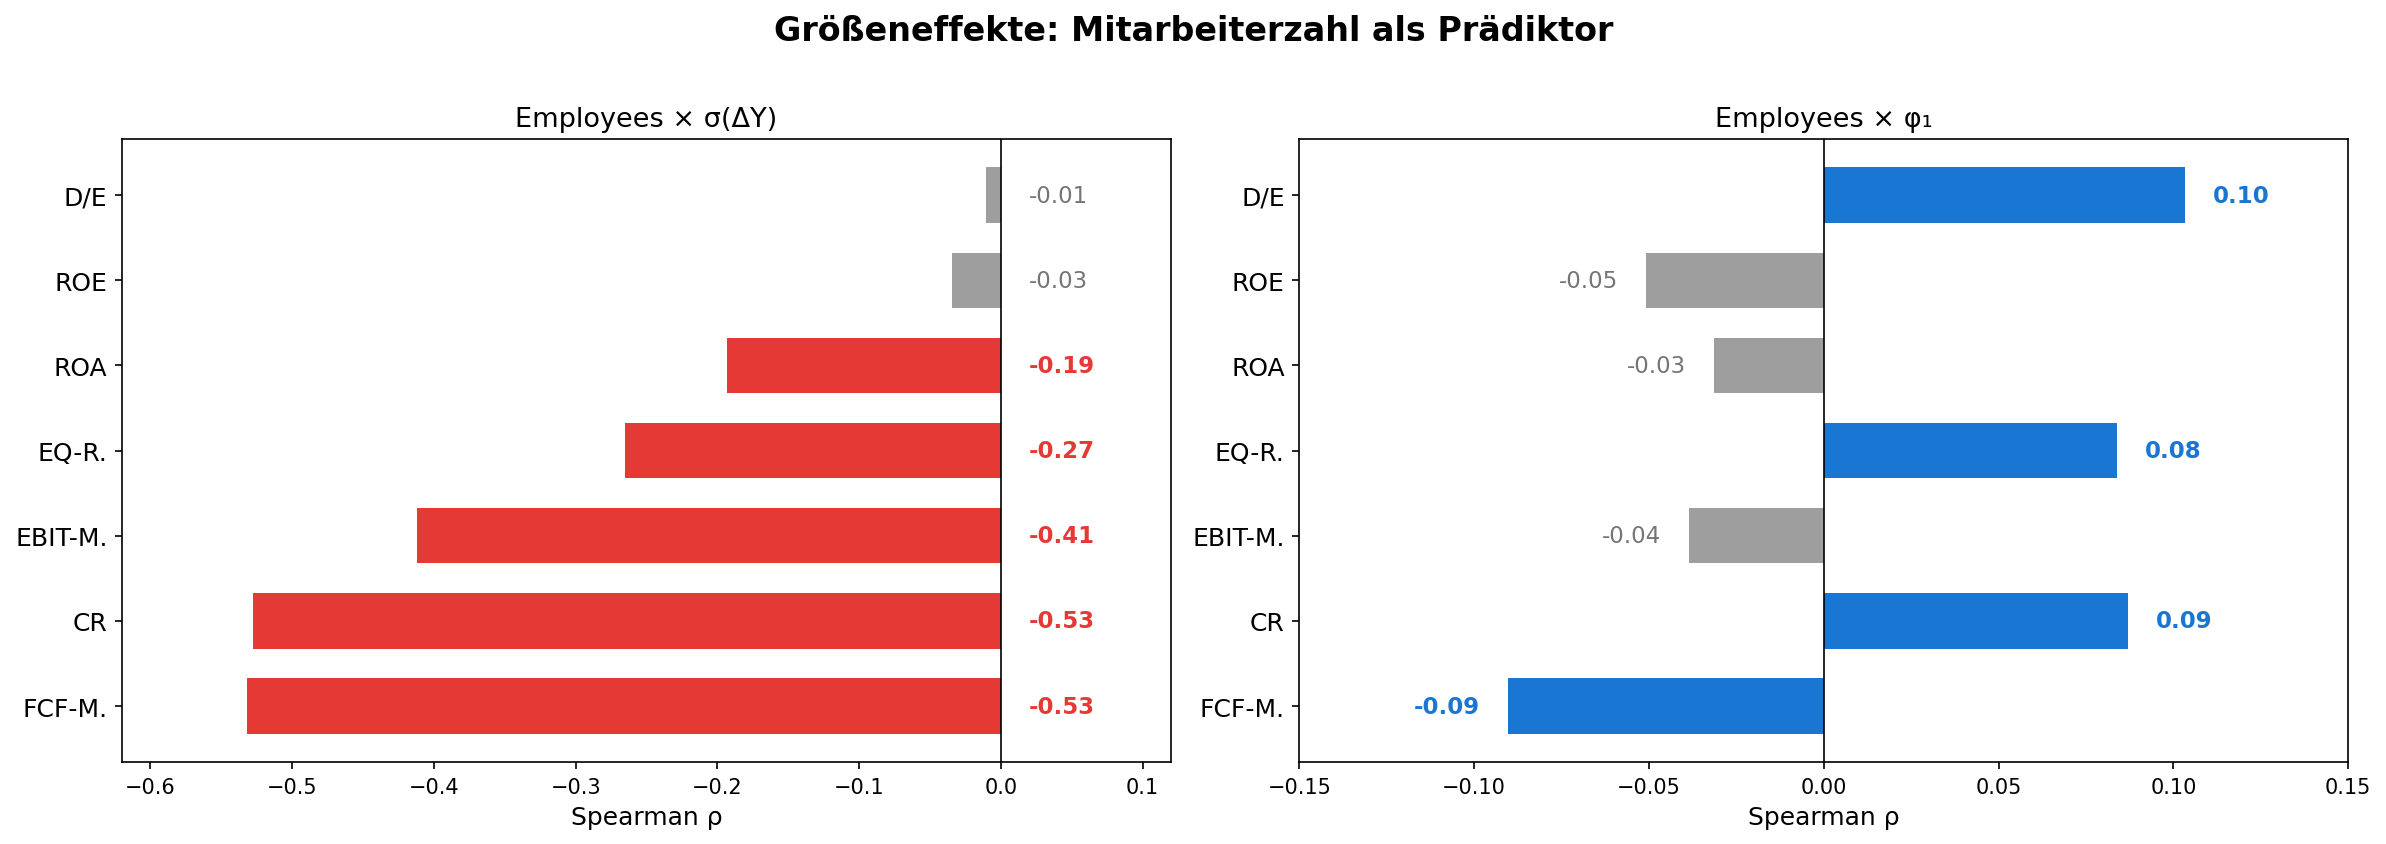 Größeneffekte: Mitarbeiterzahl als Prädiktor
Employees × σ(ΔY)
D/E
-0.01
ROE
-0.03
ROA
-0.19
EQ-R.
-0.27
EBIT-M.
-0.41
CR
-0.53
FCF-M.
-0.53
−0.6 −0.5 −0.4 −0.3 −0.2 −0.1 0.0 0.1
Spearman ρ
Employees × φ₁
D/E
0.10
ROE
-0.05
ROA
-0.03
EQ-R.
0.08
EBIT-M.
-0.04
CR
0.09
FCF-M.
-0.09
−0.15 −0.10 −0.05 0.00 0.05 0.10 0.15
Spearman ρ